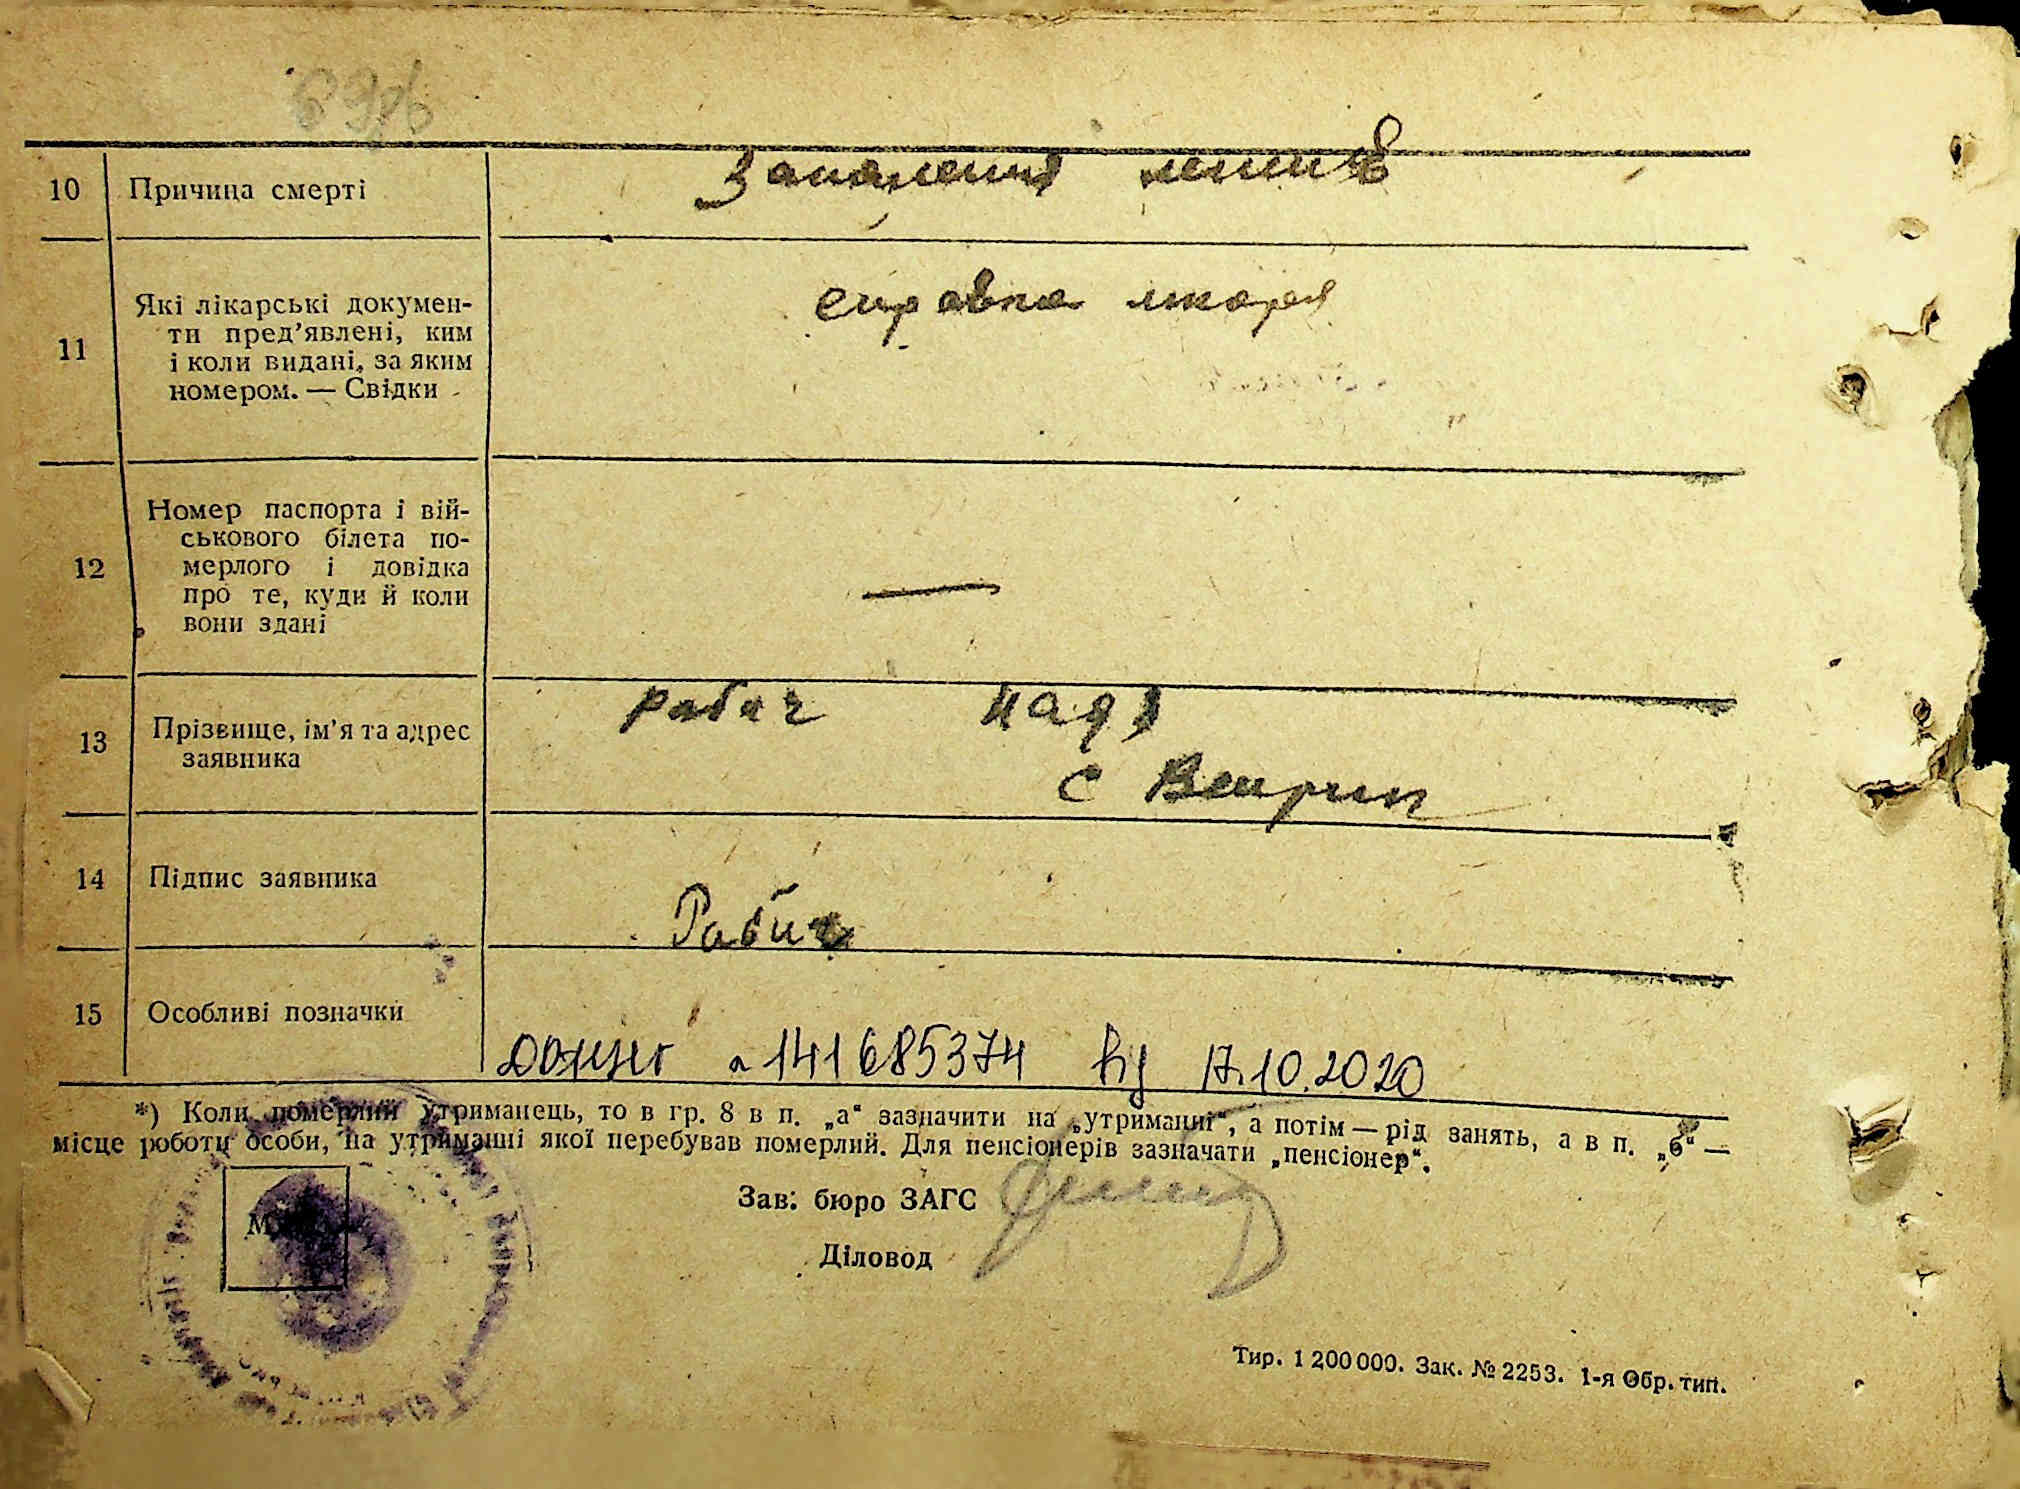 10 Причина смерті Запалення легнів
11 Які лікарські докумен-
ти пред’явлені, ким
і коли видані, за яким
номером. — Свідки
справка лікаря
12 Номер паспорта і вій-
ськового білета по-
мерлого і довідка
про те, куди й коли
вони здані
—
13 Прізвище, ім’я та адрес
заявника
Рабич Надя
с Веприк
14 Підпис заявника
Рабич
15 Особливі позначки
141685374 від 17.10.2020
*) Коли померлий утриманець, то в гр. 8 в п. „а“ зазначити на „утриманні“, а потім — рід занять, а в п. „б“ —
місце роботи особи, на утриманні якої перебував померлий. Для пенсіонерів зазначати „пенсіонер“.
Зав. бюро ЗАГС
Діловод
Тир. 1 200 000. Зак. № 2253. 1-я Обр. тип.